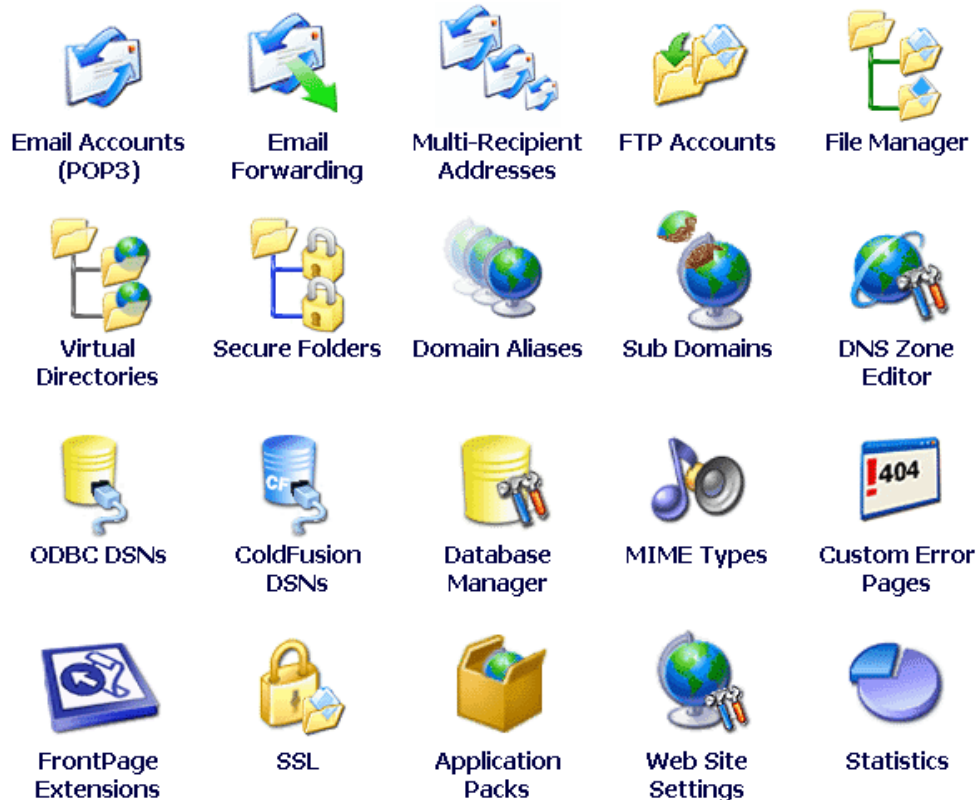 Email Accounts
(POP3)
Email
Forwarding
Multi-Recipient
Addresses
FTP Accounts
File Manager
Virtual
Directories
Secure Folders
Domain Aliases
Sub Domains
DNS Zone
Editor
CF
ODBC DSNs
ColdFusion
DSNs
Database
Manager
MIME Types
404
Custom Error
Pages
FrontPage
Extensions
SSL
Application
Packs
Web Site
Settings
Statistics